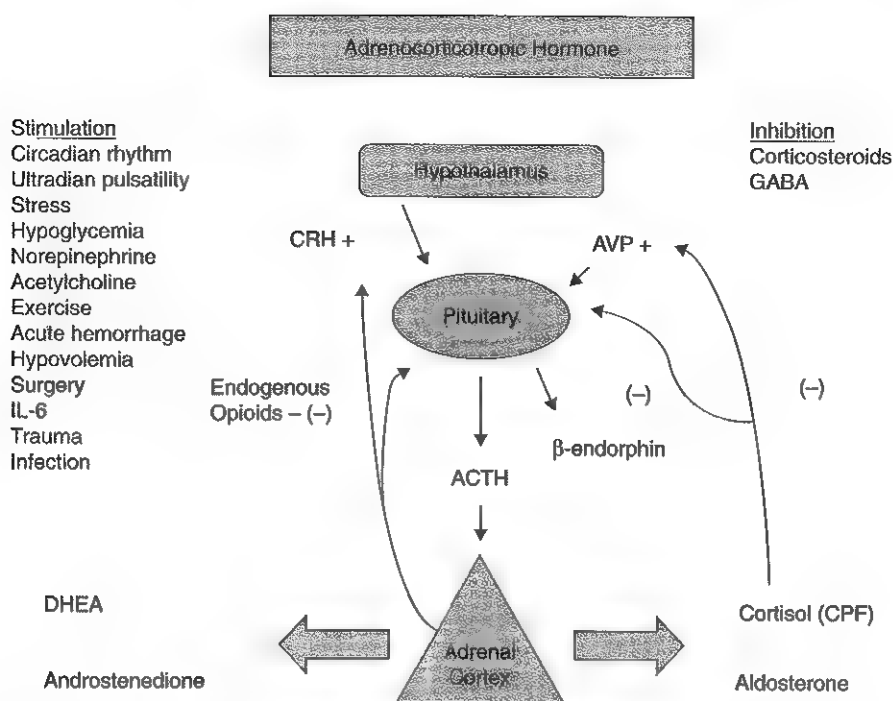 Adrenocorticotropic Hormone
Stimulation
Circadian rhythm
Ultradian pulsatility
Stress
Hypoglycemia
Norepinephrine
Acetylcholine
Exercise
Acute hemorrhage
Hypovolemia
Surgery
IL-6
Trauma
Infection
Inhibition
Corticosteroids
GABA
Hypothalamus
CRH +
AVP +
Pituitary
Endogenous
Opioids – (–)
(–)
(–)
β-endorphin
ACTH
DHEA
Androstenedione
Adrenal
Cortex
Cortisol (CPF)
Aldosterone